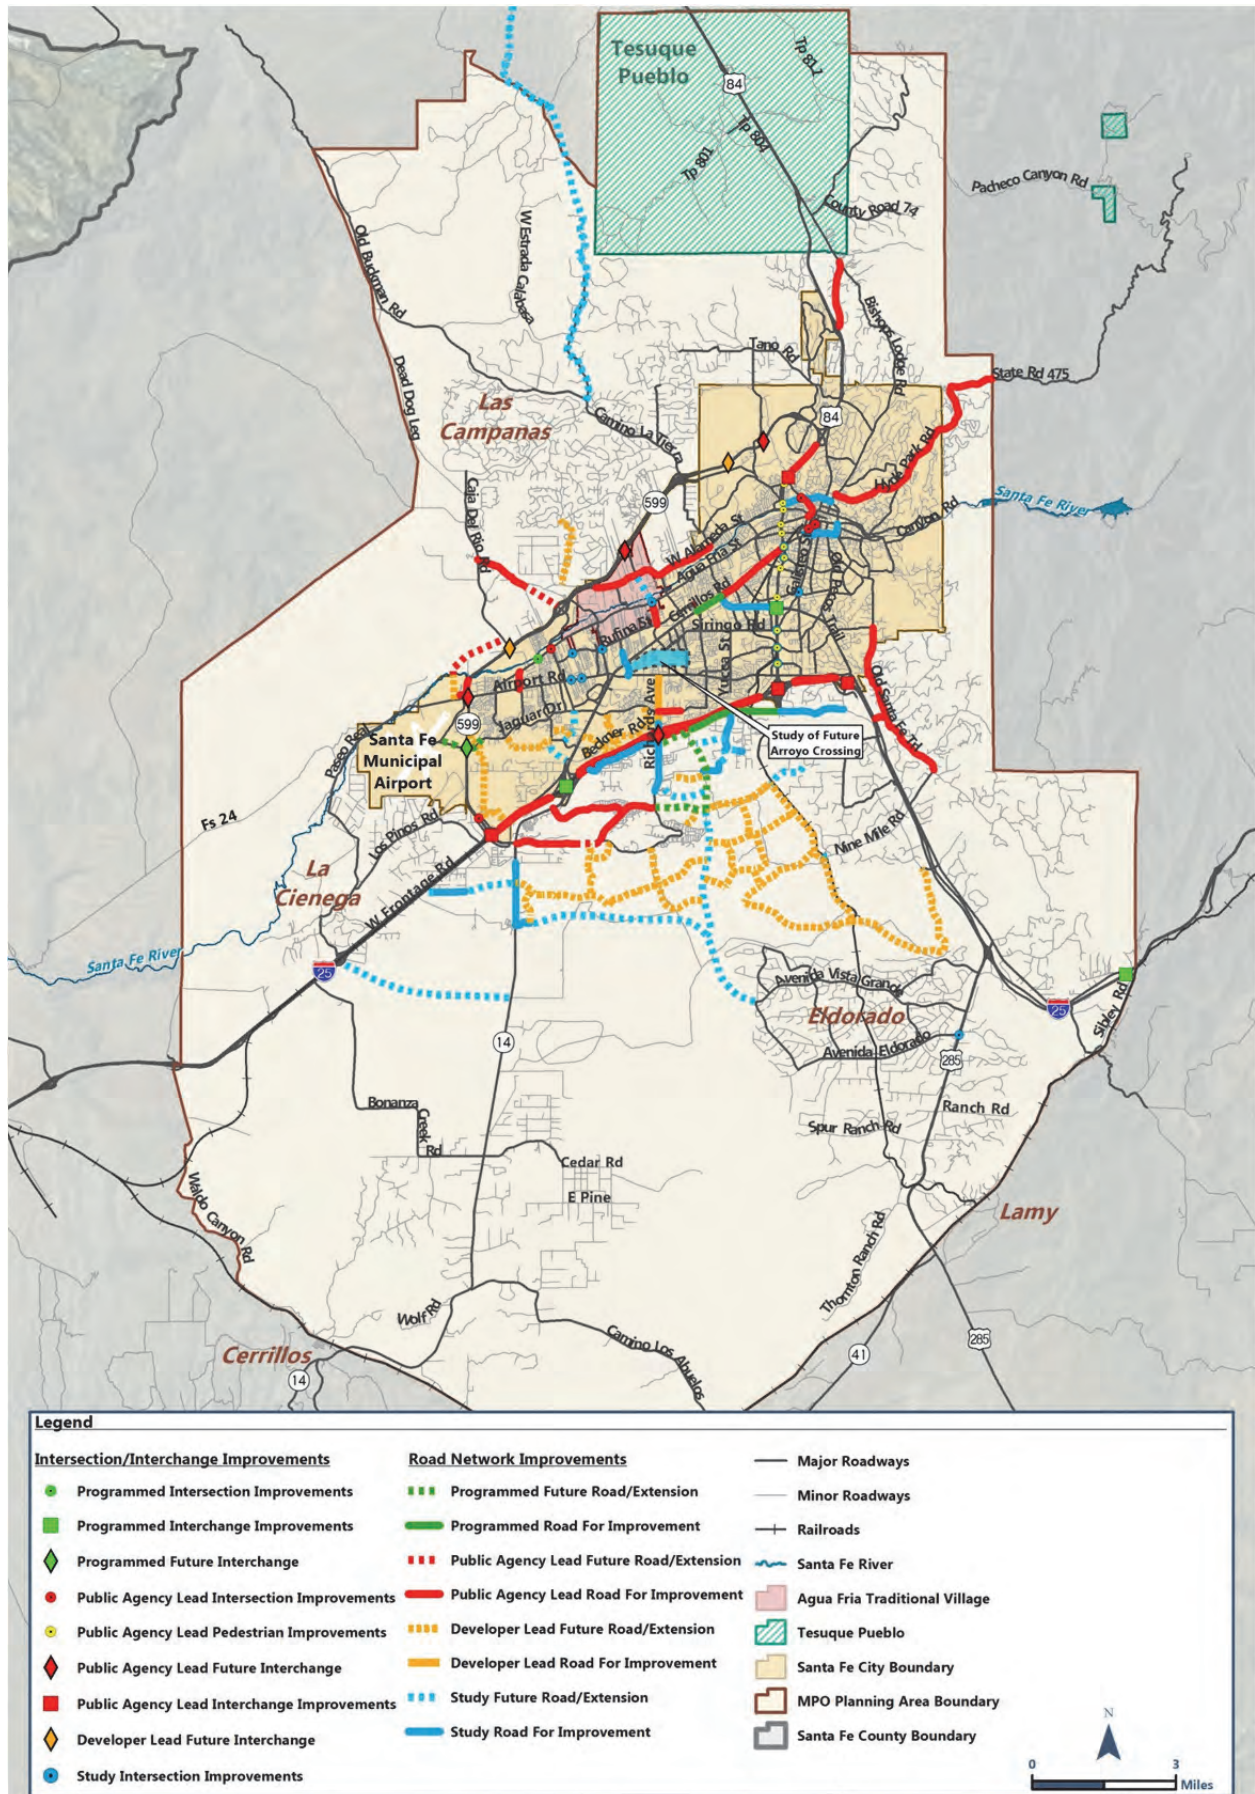 Tesuque
Pueblo
Tp 817
84
Tp 804
Tp 801
Pacheco Canyon Rd
County Road 74
W Estrada Calabasa
Old Buckman Rd
Bishops Lodge Rd
Tano Rd
Dead Dog Leg
State Rd 475
Las
Campanas
84
Camino La Tierra
Hyde Park Rd
Caja Del Rio Rd
599
Santa Fe River
Canyon Rd
W Alameda St
Agua Fria St
Galisteo St
Old Pecos Trail
Cerrillos Rd
Siringo Rd
Rufina St
Yucca St
Airport Rd
Richards Ave
Old Santa Fe Trl
Jaguar Dr
599
Beckner Rd
Study of Future
Arroyo Crossing
Paseo Real
Santa Fe
Municipal
Airport
Fs 24
Los Pinos Rd
Nine Mile Rd
La
Cienega
W Frontage Rd
Santa Fe River
25
Avenida Vista Grande
Eldorado
25
Sibley Rd
14
Avenida Eldorado
285
Bonanza
Creek
Rd
Ranch Rd
Spur Ranch Rd
Cedar Rd
E Pine
Waldo Canyon Rd
Lamy
Thornton Ranch Rd
Wolf Rd
Camino Los Abuelos
285
Cerrillos
41
14
Legend
Intersection/Interchange Improvements
Programmed Intersection Improvements
Programmed Interchange Improvements
Programmed Future Interchange
Public Agency Lead Intersection Improvements
Public Agency Lead Pedestrian Improvements
Public Agency Lead Future Interchange
Public Agency Lead Interchange Improvements
Developer Lead Future Interchange
Study Intersection Improvements
Road Network Improvements
Programmed Future Road/Extension
Programmed Road For Improvement
Public Agency Lead Future Road/Extension
Public Agency Lead Road For Improvement
Developer Lead Future Road/Extension
Developer Lead Road For Improvement
Study Future Road/Extension
Study Road For Improvement
Major Roadways
Minor Roadways
Railroads
Santa Fe River
Agua Fria Traditional Village
Tesuque Pueblo
Santa Fe City Boundary
MPO Planning Area Boundary
Santa Fe County Boundary
N
0 3
Miles